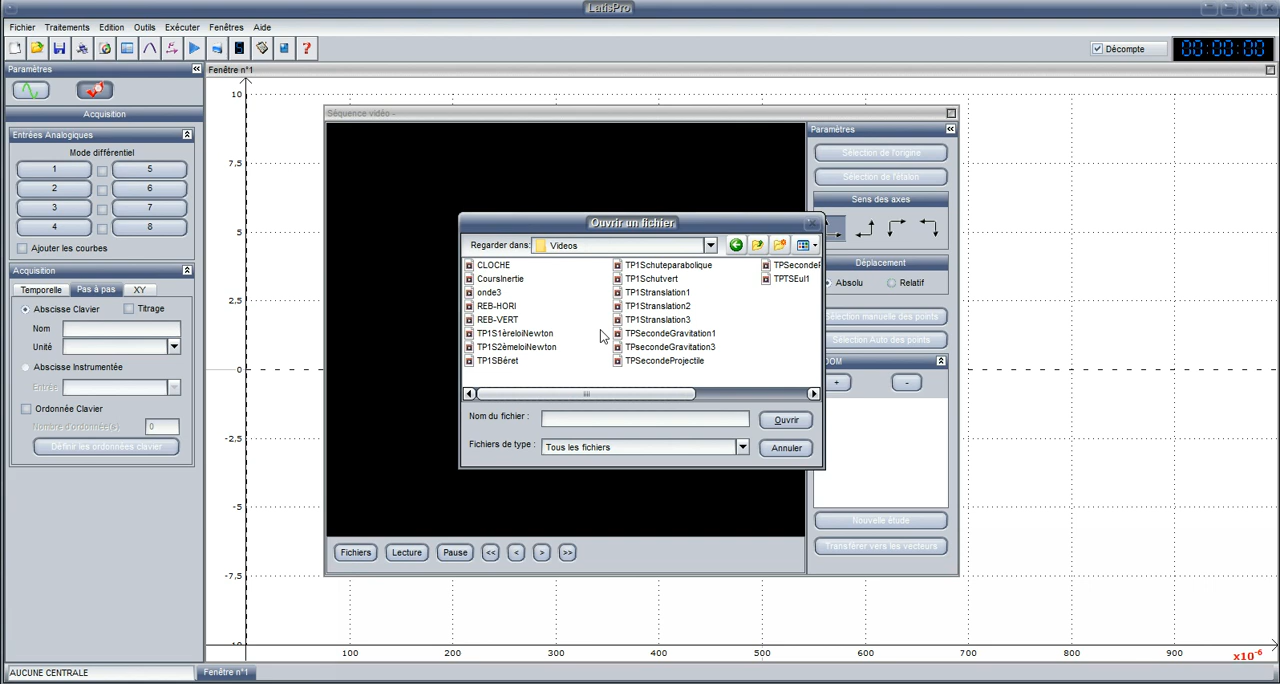 LatisPro
Fichier Traitements Edition Outils Exécuter Fenêtres Aide
Décompte 00:00:00
Paramètres
Acquisition
Entrées Analogiques
Mode différentiel
1 5
2 6
3 7
4 8
Ajouter les courbes
Acquisition
Temporelle Pas à pas XY
Abscisse Clavier Titrage
Nom
Unité
Abscisse Instrumentée
Entrée
Ordonnée Clavier
Nombre d'ordonnée(s) 0
Définir les ordonnées clavier
AUCUNE CENTRALE
Fenêtre n°1
10
7.5
5
2.5
0
-2.5
-5
-7.5
-10
100 200 300 400 500 600 700 800 900
x10-6
Fenêtre n°1
Séquence vidéo -
Paramètres
Sélection de l'origine
Sélection de l'étalon
Sens des axes
Déplacement
Absolu Relatif
Sélection manuelle des points
Sélection Auto des points
OOM
+ -
Nouvelle étude
Transférer vers les vecteurs
Fichiers Lecture Pause << < > >>
Ouvrir un fichier
Regarder dans: Videos
CLOCHE
CoursInertie
onde3
REB-HORI
REB-VERT
TP1S1èreloiNewton
TP1S2èmeloiNewton
TP1SBéret
TP1Schuteparabolique
TP1Schutvert
TP1Stranslation1
TP1Stranslation2
TP1Stranslation3
TPSecondeGravitation1
TPsecondeGravitation3
TPSecondeProjectile
TPSecondeF
TPTSEul1
Nom du fichier :
Ouvrir
Fichiers de type : Tous les fichiers
Annuler